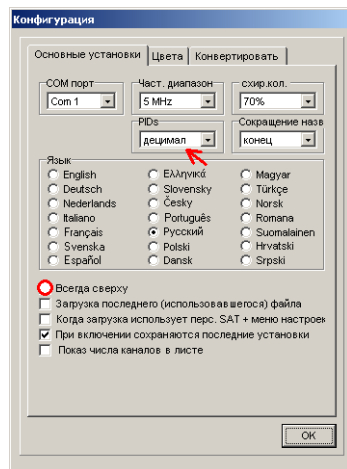 Конфигурация
Основные установки Цвета Конвертировать
COM порт Част. диапазон схир.кол.
Com 1 5 MHz 70%
PIDs Сокращение назв
децимал конец
Язык
English Ελληνικά Magyar
Deutsch Slovensky Türkçe
Nederlands Česky Norsk
Italiano Português Romana
Français Русский Suomalainen
Svenska Polski Hrvatski
Español Dansk Srpski
Всегда сверху
Загрузка последнего (использовавшегося) файла
Когда загрузка использует перс. SAT + меню настроек
При включении сохраняются последние установки
Показ числа каналов в листе
OK